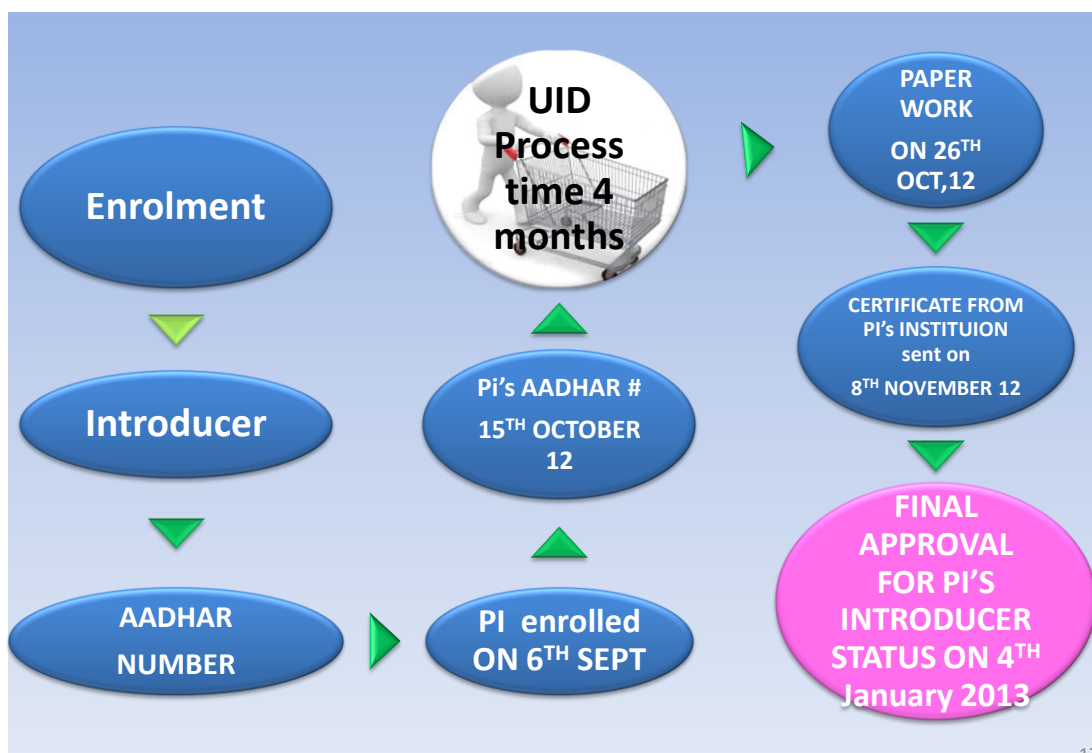 Enrolment
Introducer
AADHAR
NUMBER
PI enrolled
ON 6TH SEPT
Pi's AADHAR #
15TH OCTOBER
12
UID
Process
time 4
months
PAPER
WORK
ON 26TH
OCT,12
CERTIFICATE FROM
PI's INSTITUION
sent on
8TH NOVEMBER 12
FINAL
APPROVAL
FOR PI'S
INTRODUCER
STATUS ON 4TH
January 2013